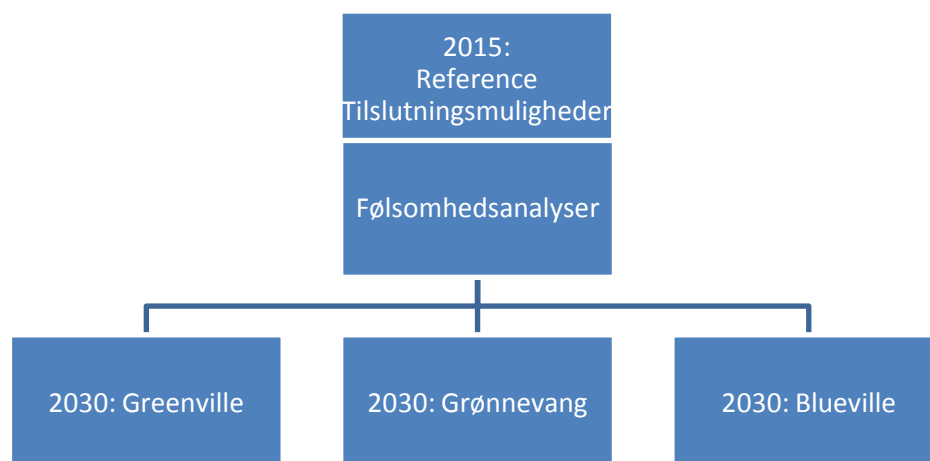 2015:
Reference
Tilslutningsmuligheder
Følsomhedsanalyser
2030: Greenville
2030: Grønnevang
2030: Blueville